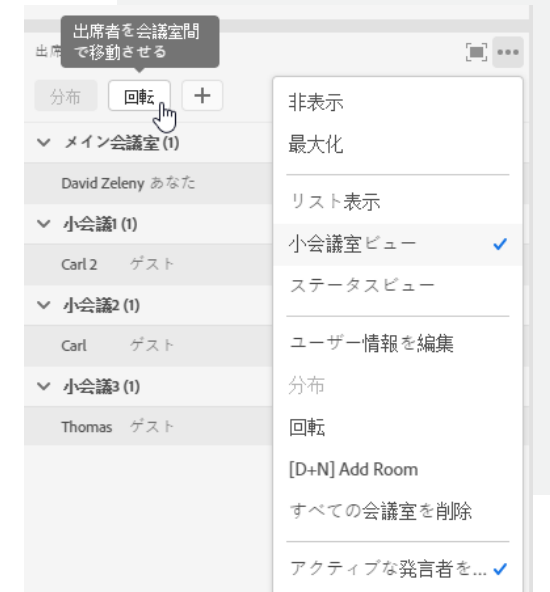 出席者を会議室間
で移動させる
出席
分布
回転
+
メイン会議室 (1)
David Zeleny あなた
小会議1 (1)
Carl 2 ゲスト
小会議2 (1)
Carl ゲスト
小会議3 (1)
Thomas ゲスト
非表示
最大化
リスト表示
小会議室ビュー
ステータスビュー
ユーザー情報を編集
分布
回転
[D+N] Add Room
すべての会議室を削除
アクティブな発言者を...